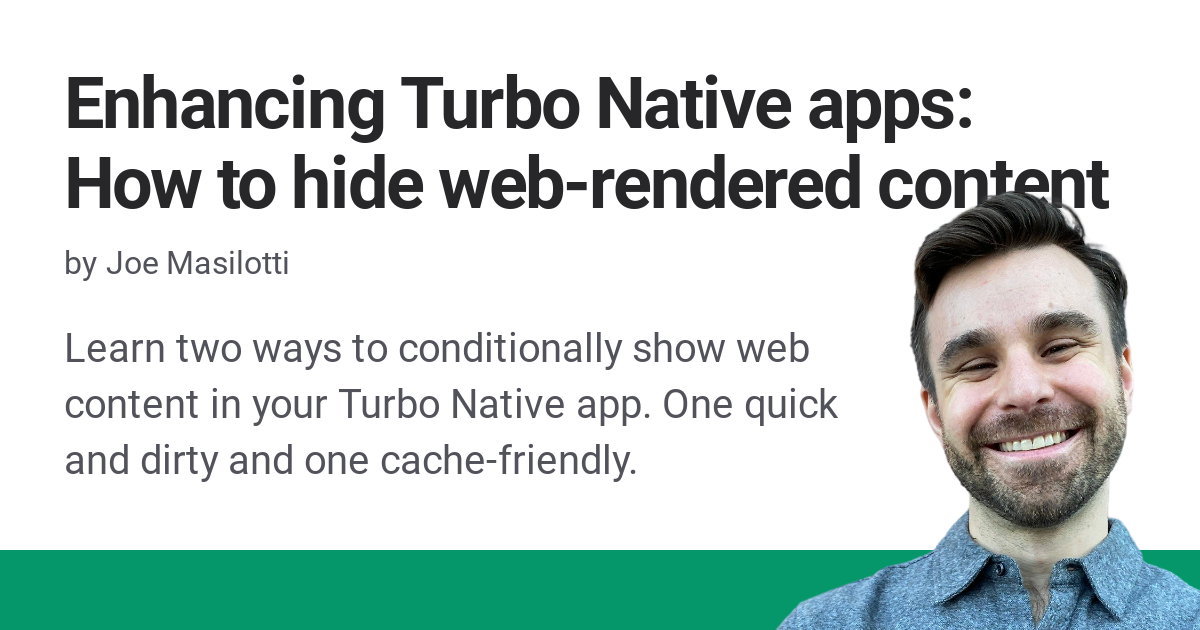 Enhancing Turbo Native apps:
How to hide web-rendered content
by Joe Masilotti
Learn two ways to conditionally show web
content in your Turbo Native app. One quick
and dirty and one cache-friendly.